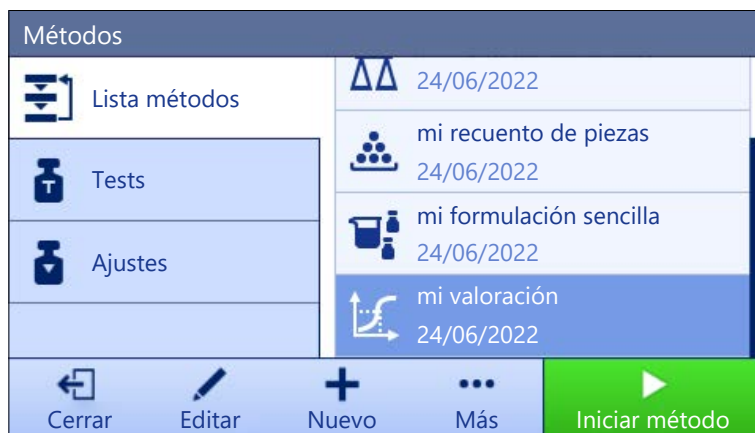 Métodos
Lista métodos
Tests
T
Ajustes
24/06/2022
mi recuento de piezas
24/06/2022
mi formulación sencilla
24/06/2022
mi valoración
24/06/2022
Cerrar
Editar
Nuevo
Más
Iniciar método